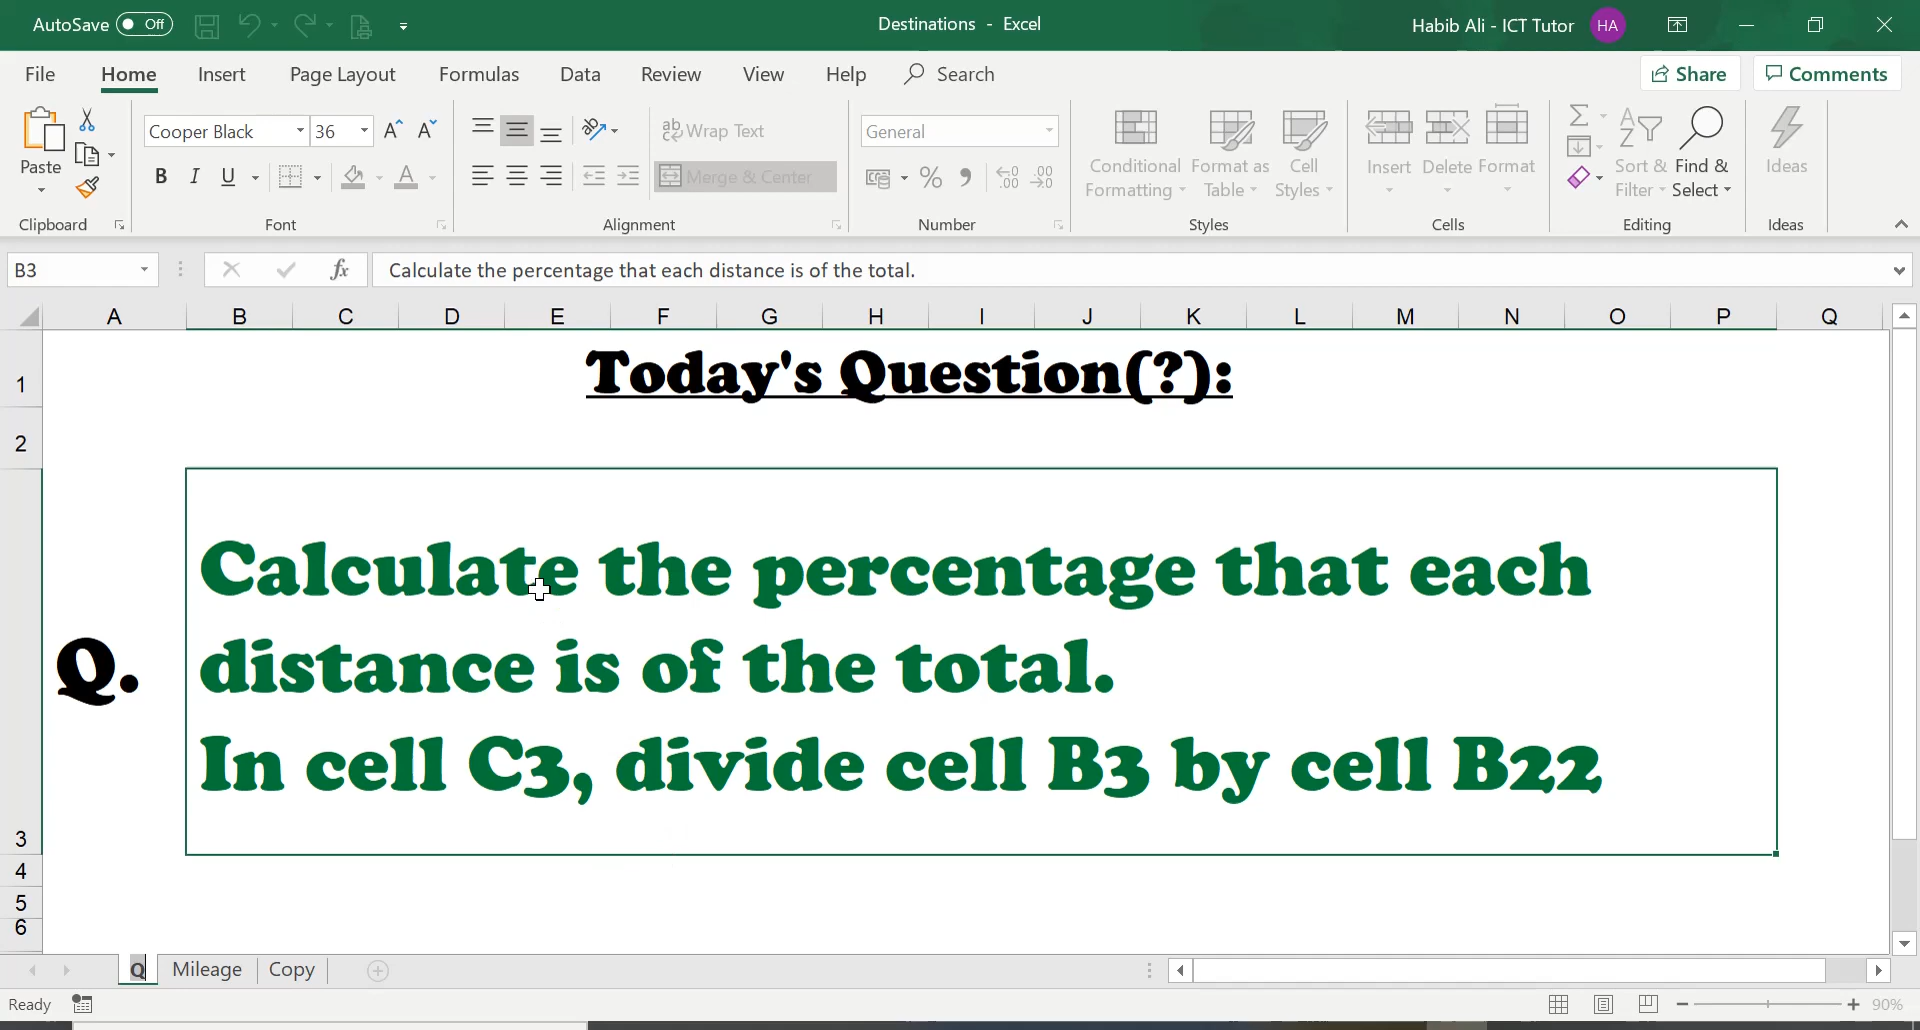 AutoSave Off Destinations - Excel Habib Ali - ICT Tutor HA
File Home Insert Page Layout Formulas Data Review View Help Search Share Comments
Paste Cooper Black 36 A^ Aˇ ab Wrap Text General Conditional Formatting Format as Table Cell Styles Insert Delete Format Sort & Filter Find & Select Ideas
B I U A Merge & Center % 9
Clipboard Font Alignment Number Styles Cells Editing Ideas
B3 fx Calculate the percentage that each distance is of the total.
A B C D E F G H I J K L M N O P Q
1 Today's Question(?):
2
Calculate the percentage that each
Q. distance is of the total.
In cell C3, divide cell B3 by cell B22
3
4
5
6
Q Mileage Copy
Ready 90%